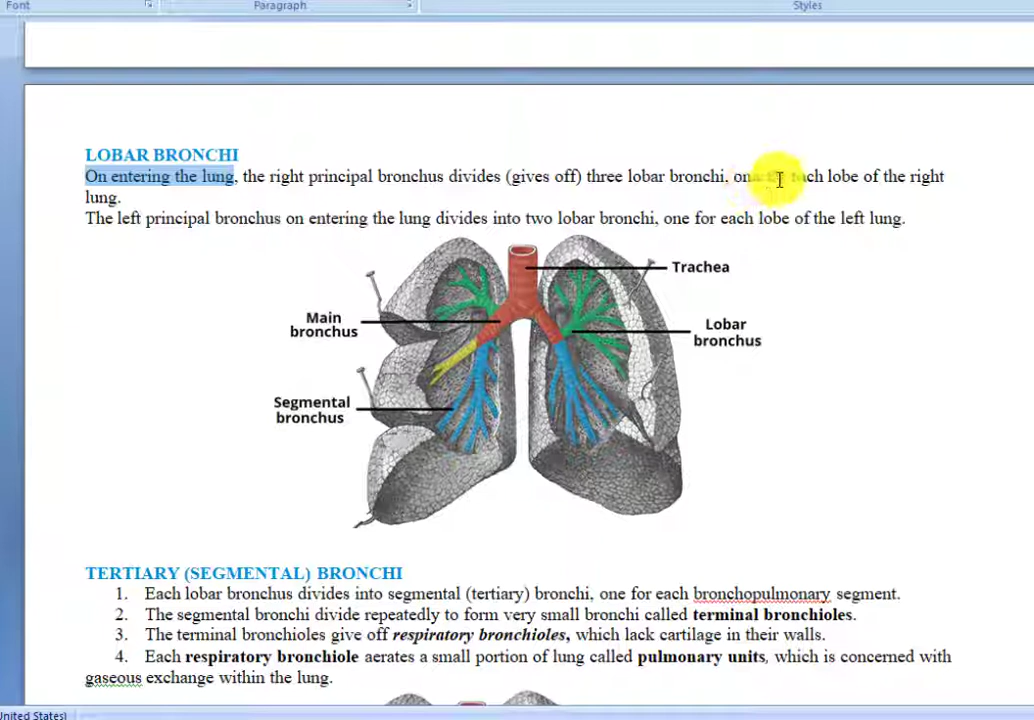 Font Paragraph Styles
LOBAR BRONCHI
On entering the lung, the right principal bronchus divides (gives off) three lobar bronchi, lobe of the right
lung.
The left principal bronchus on entering the lung divides into two lobar bronchi, one for each lobe of the left lung.
Trachea
Main
bronchus
Lobar
bronchus
Segmental
bronchus
TERTIARY (SEGMENTAL) BRONCHI
1. Each lobar bronchus divides into segmental (tertiary) bronchi, one for each bronchopulmonary segment.
2. The segmental bronchi divide repeatedly to form very small bronchi called terminal bronchioles.
3. The terminal bronchioles give off respiratory bronchioles, which lack cartilage in their walls.
4. Each respiratory bronchiole aerates a small portion of lung called pulmonary units, which is concerned with
gaseous exchange within the lung.
United States)